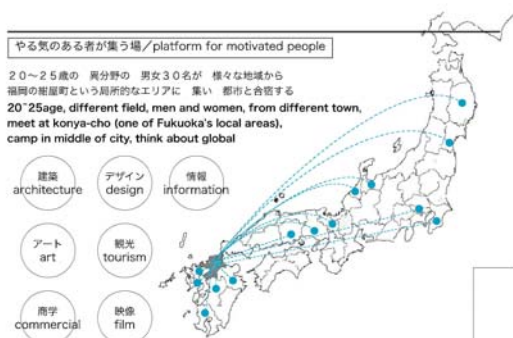 やる気のある者が集う場／platform for motivated people
２０〜２５歳の　異分野の　男女３０名が　様々な地域から
福岡の紺屋町という局所的なエリアに　集い　都市と合宿する
20~25age, different field, men and women, from different town,
meet at konya-cho (one of Fukuoka's local areas),
camp in middle of city, think about global
建築
architecture
デザイン
design
情報
information
アート
art
観光
tourism
商学
commercial
映像
film